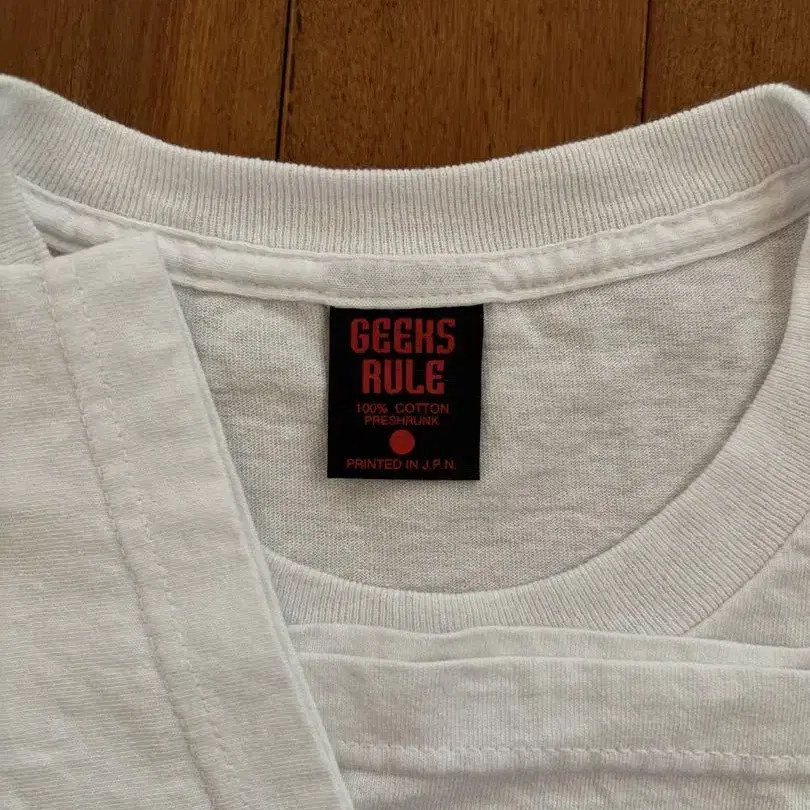 GEEKS
RULE
100% COTTON
PRESHRUNK
PRINTED IN J.P.N.